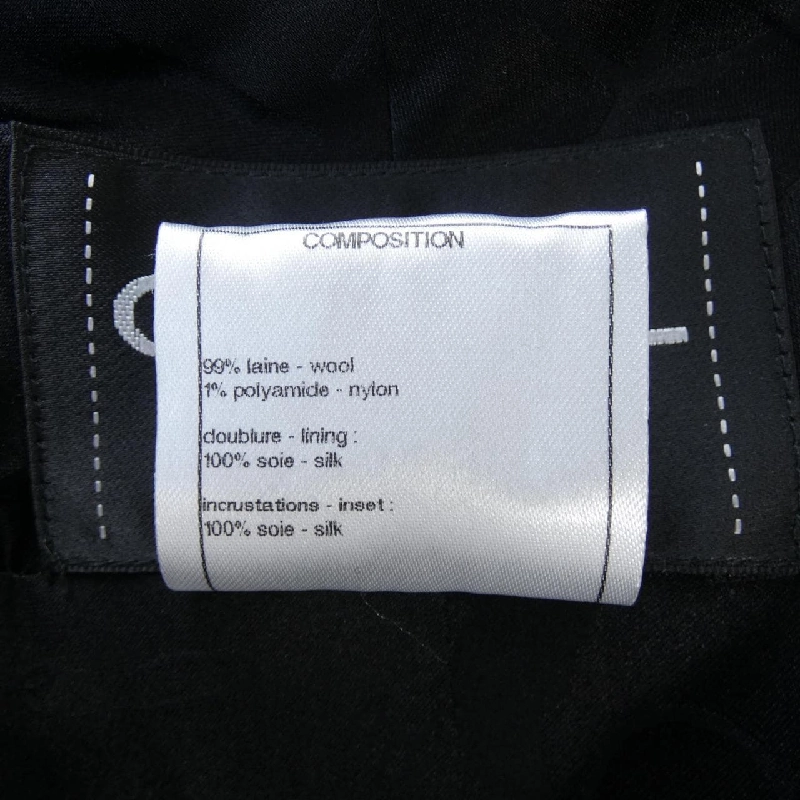 COMPOSITION
99% laine - wool
1% polyamide - nylon
doublure - lining :
100% soie - silk
incrustations - inset :
100% soie - silk